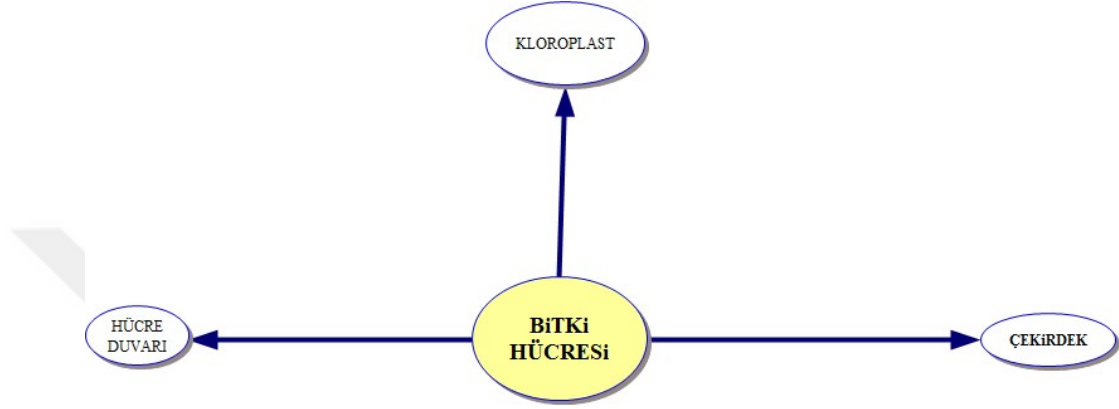 KLOROPLAST
HÜCRE
DUVARI
BiTKi
HÜCRESi
ÇEKiRDEK